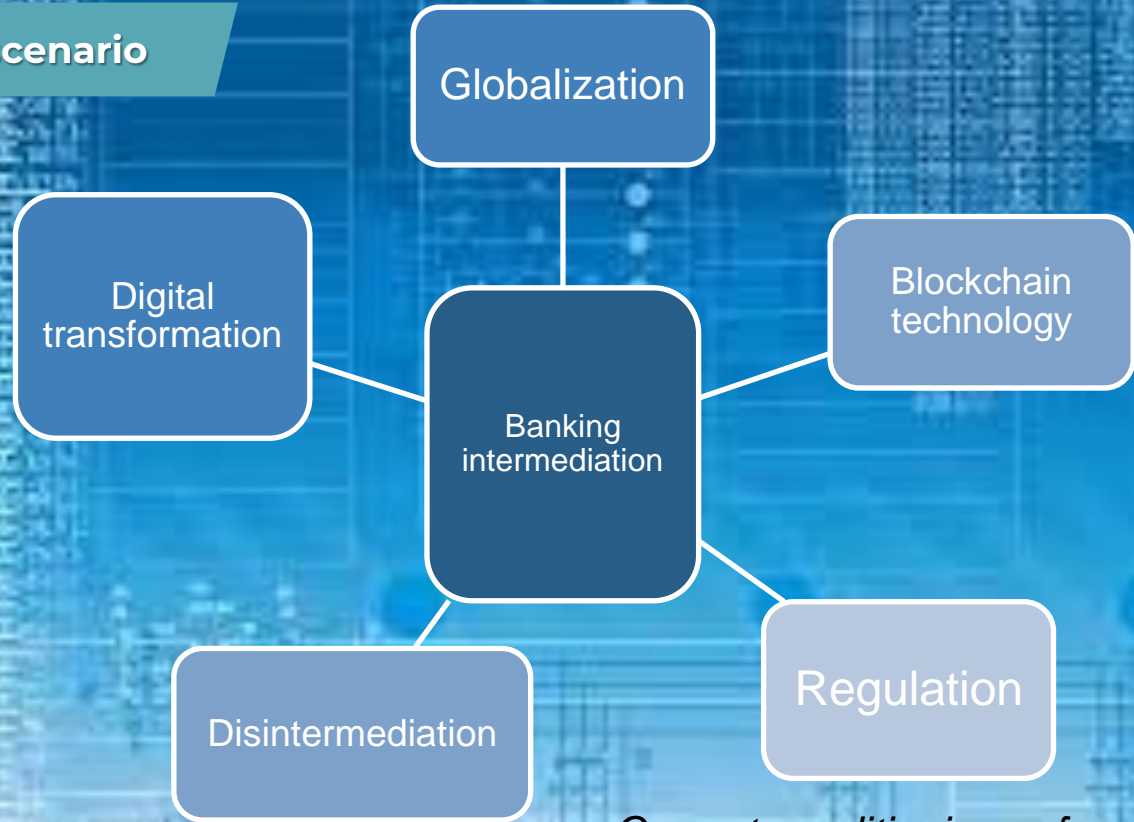 cenario
Globalization
Digital
transformation
Blockchain
technology
Banking
intermediation
Regulation
Disintermediation